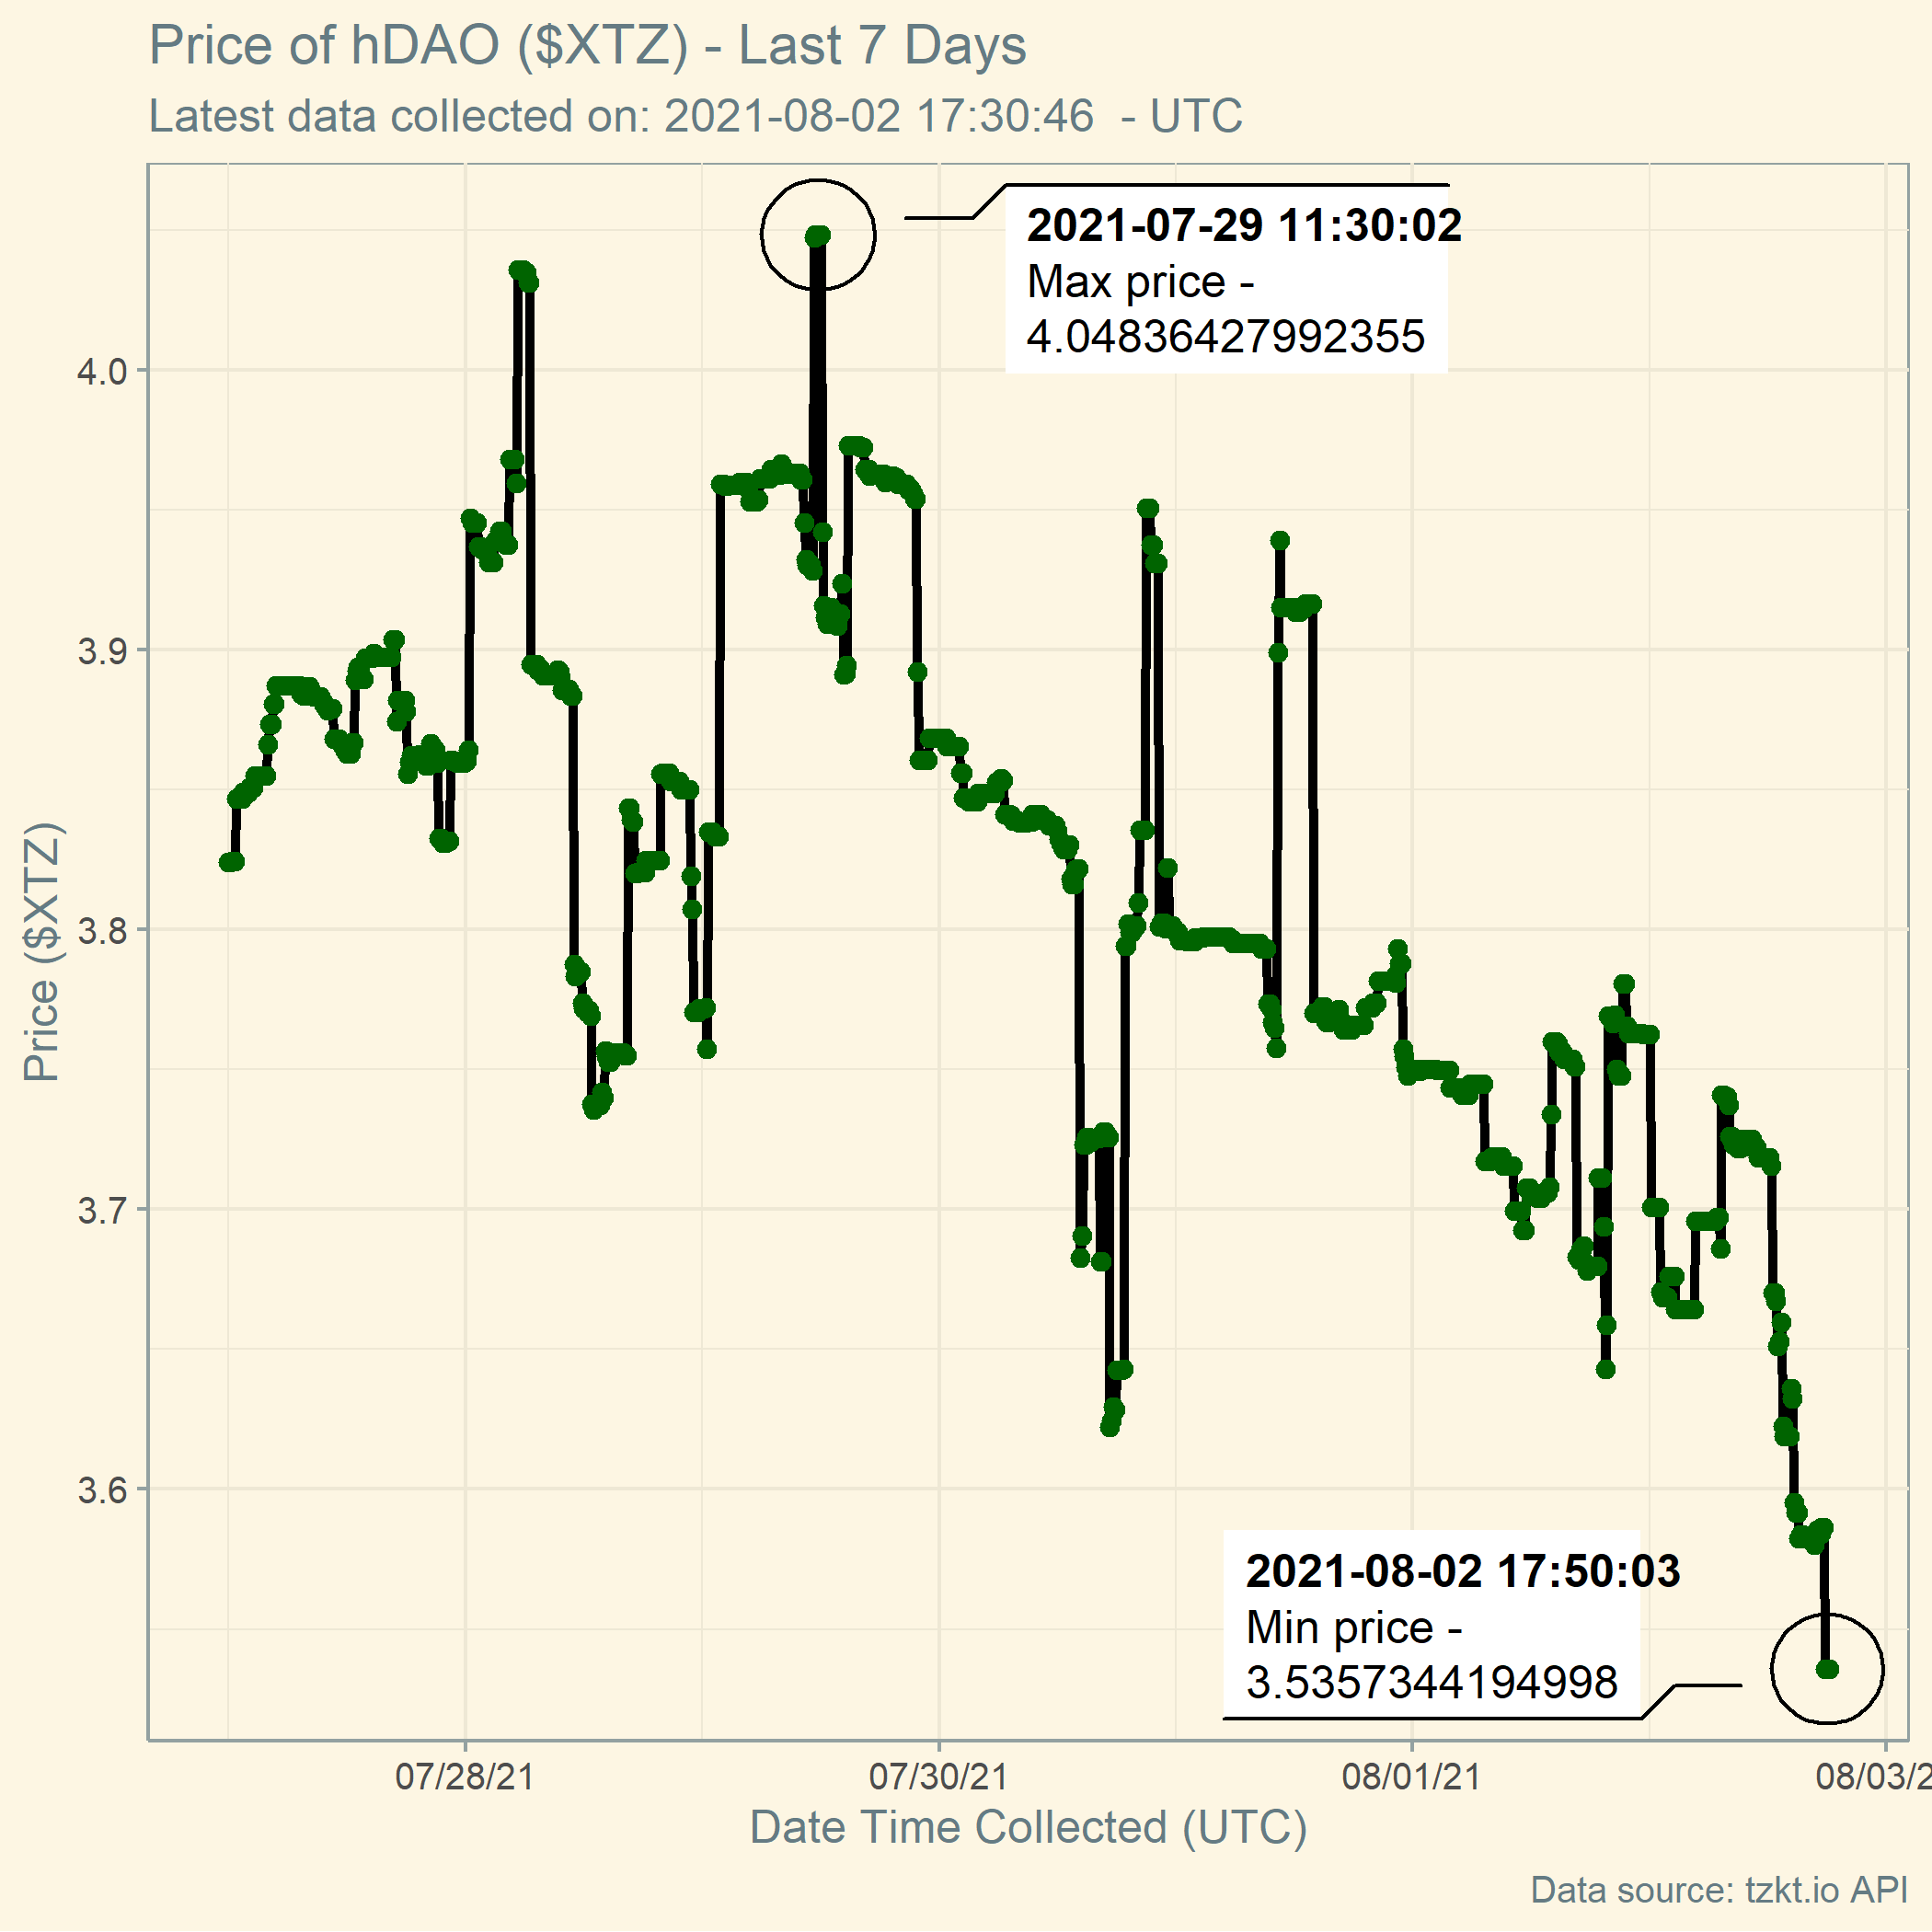 Price of hDAO ($XTZ) - Last 7 Days
Latest data collected on: 2021-08-02 17:30:46  - UTC
2021-07-29 11:30:02
Max price -
4.04836427992355
4.0
3.9
3.8
3.7
3.6
Price ($XTZ)
2021-08-02 17:50:03
Min price -
3.5357344194998
07/28/21
07/30/21
08/01/21
08/03/2
Date Time Collected (UTC)
Data source: tzkt.io API